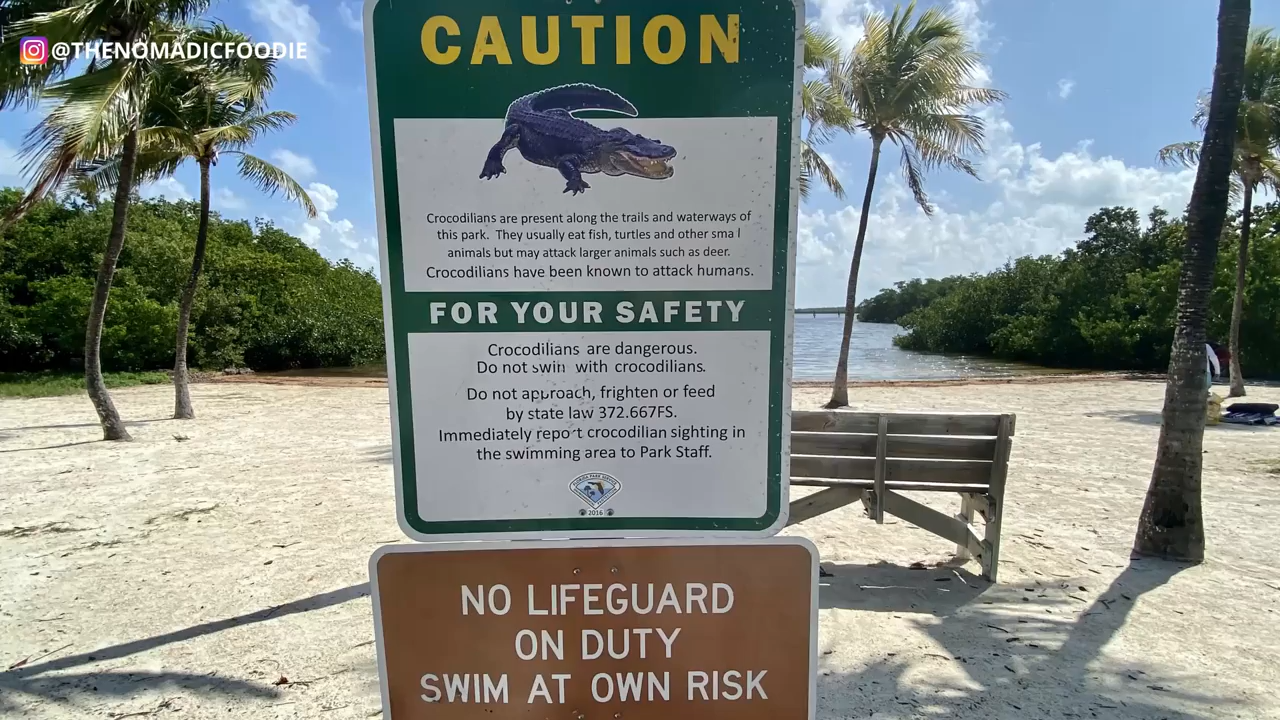 @THENOMADICFOODIE
CAUTION
Crocodilians are present along the trails and waterways of
this park. They usually eat fish, turtles and other sma l
animals but may attack larger animals such as deer.
Crocodilians have been known to attack humans.
FOR YOUR SAFETY
Crocodilians are dangerous.
Do not swim with crocodilians.
Do not approach, frighten or feed
by state law 372.667FS.
Immediately report crocodilian sighting in
the swimming area to Park Staff.
FLORIDA PARK SERVICE
2016
NO LIFEGUARD
ON DUTY
SWIM AT OWN RISK